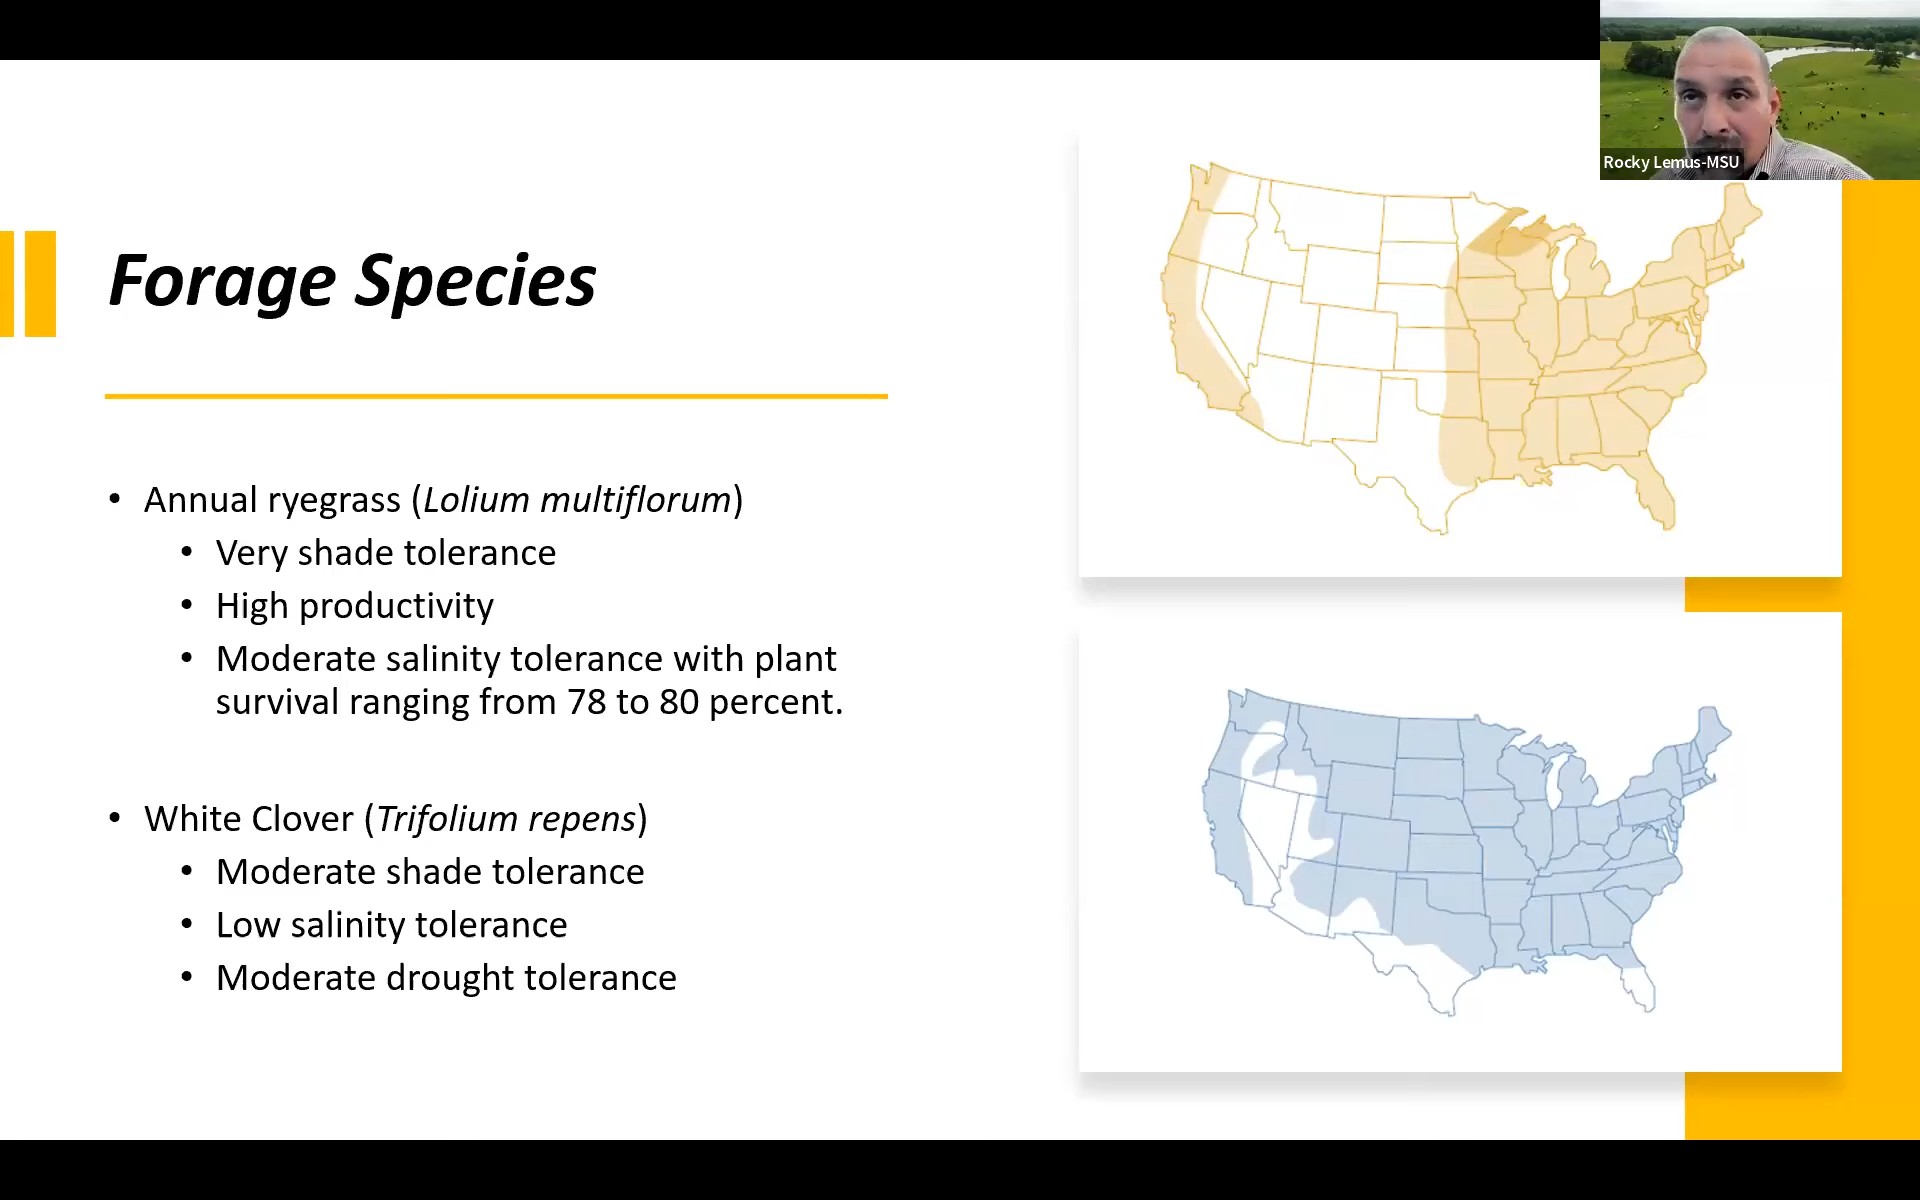 Rocky Lemus-MSU
Forage Species
• Annual ryegrass (Lolium multiflorum)
• Very shade tolerance
• High productivity
• Moderate salinity tolerance with plant
survival ranging from 78 to 80 percent.
• White Clover (Trifolium repens)
• Moderate shade tolerance
• Low salinity tolerance
• Moderate drought tolerance